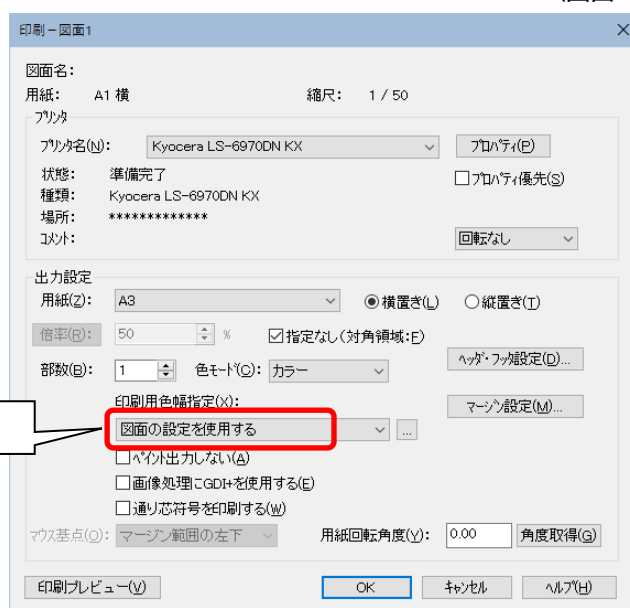 印刷－図面1
図面名：
用紙： A1 横 縮尺： 1 / 50
プリンタ
プリンタ名(N)： Kyocera LS-6970DN KX プロパティ(P)
状態： 準備完了 プロパティ優先(S)
種類： Kyocera LS-6970DN KX
場所： *************
コメント： 回転なし
出力設定
用紙(Z)： A3 横置き(L) 縦置き(T)
倍率(R)： 50 % 指定なし(対角領域:F)
部数(B)： 1 色モード(C)： カラー ヘッダ・フッタ設定(D)...
印刷用色幅指定(X)： マージン設定(M)...
図面の設定を使用する ...
ペイント出力しない(A)
画像処理にGDI+を使用する(E)
通り芯符号を印刷する(W)
マウス基点(O)： マージン範囲の左下 用紙回転角度(Y)： 0.00 角度取得(G)
印刷プレビュー(V) OK キャンセル ヘルプ(H)